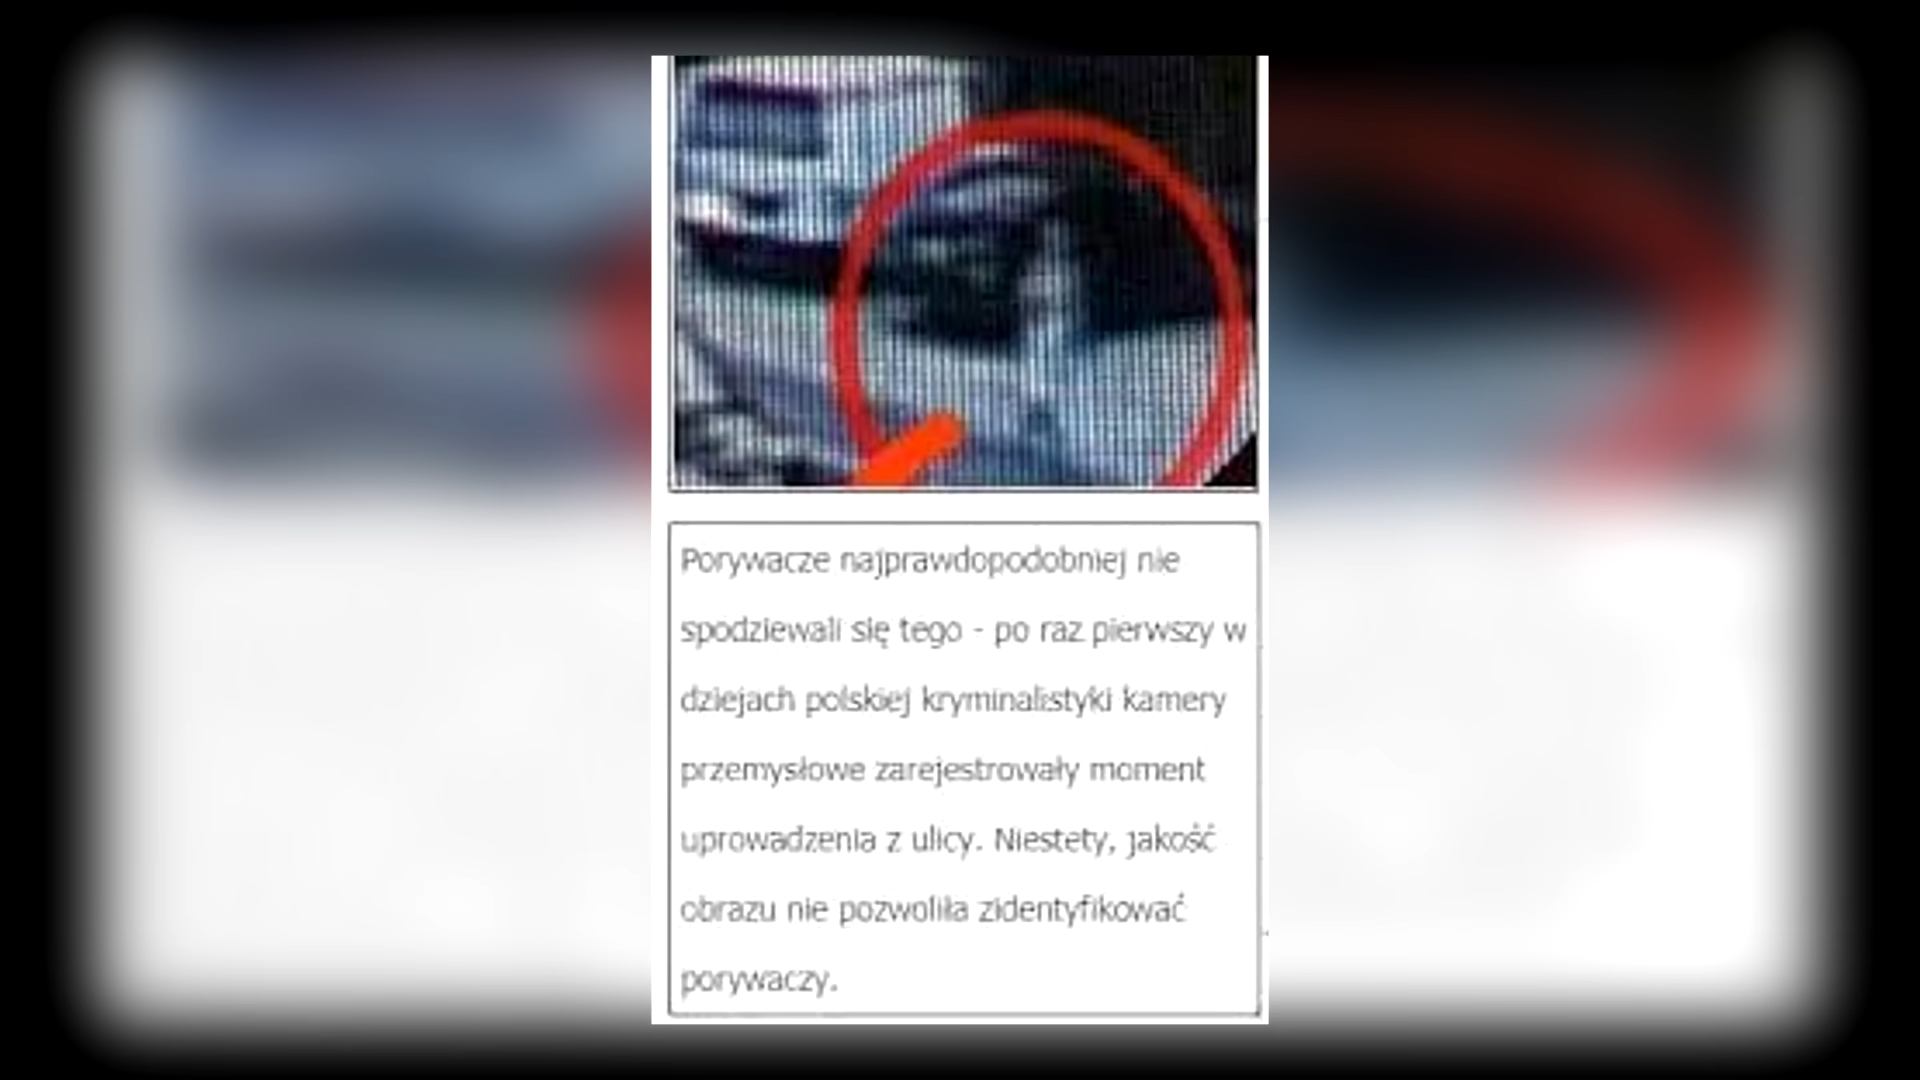 Porywacze najprawdopodobniej nie
spodziewali się tego - po raz pierwszy w
dziejach polskiej kryminalistyki kamery
przemysłowe zarejestrowały moment
uprowadzenia z ulicy. Niestety, jakość
obrazu nie pozwoliła zidentyfikować
porywaczy.